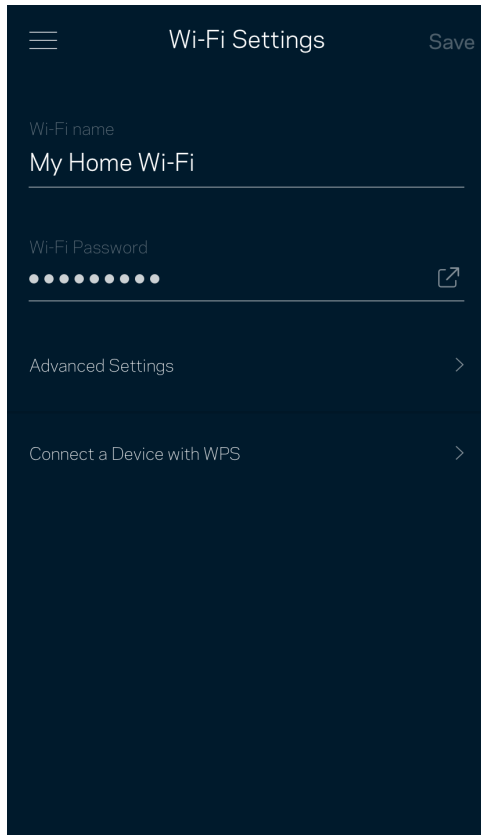 Wi-Fi Settings Save
Wi-Fi name
My Home Wi-Fi
Wi-Fi Password
●●●●●●●●●
Advanced Settings
Connect a Device with WPS